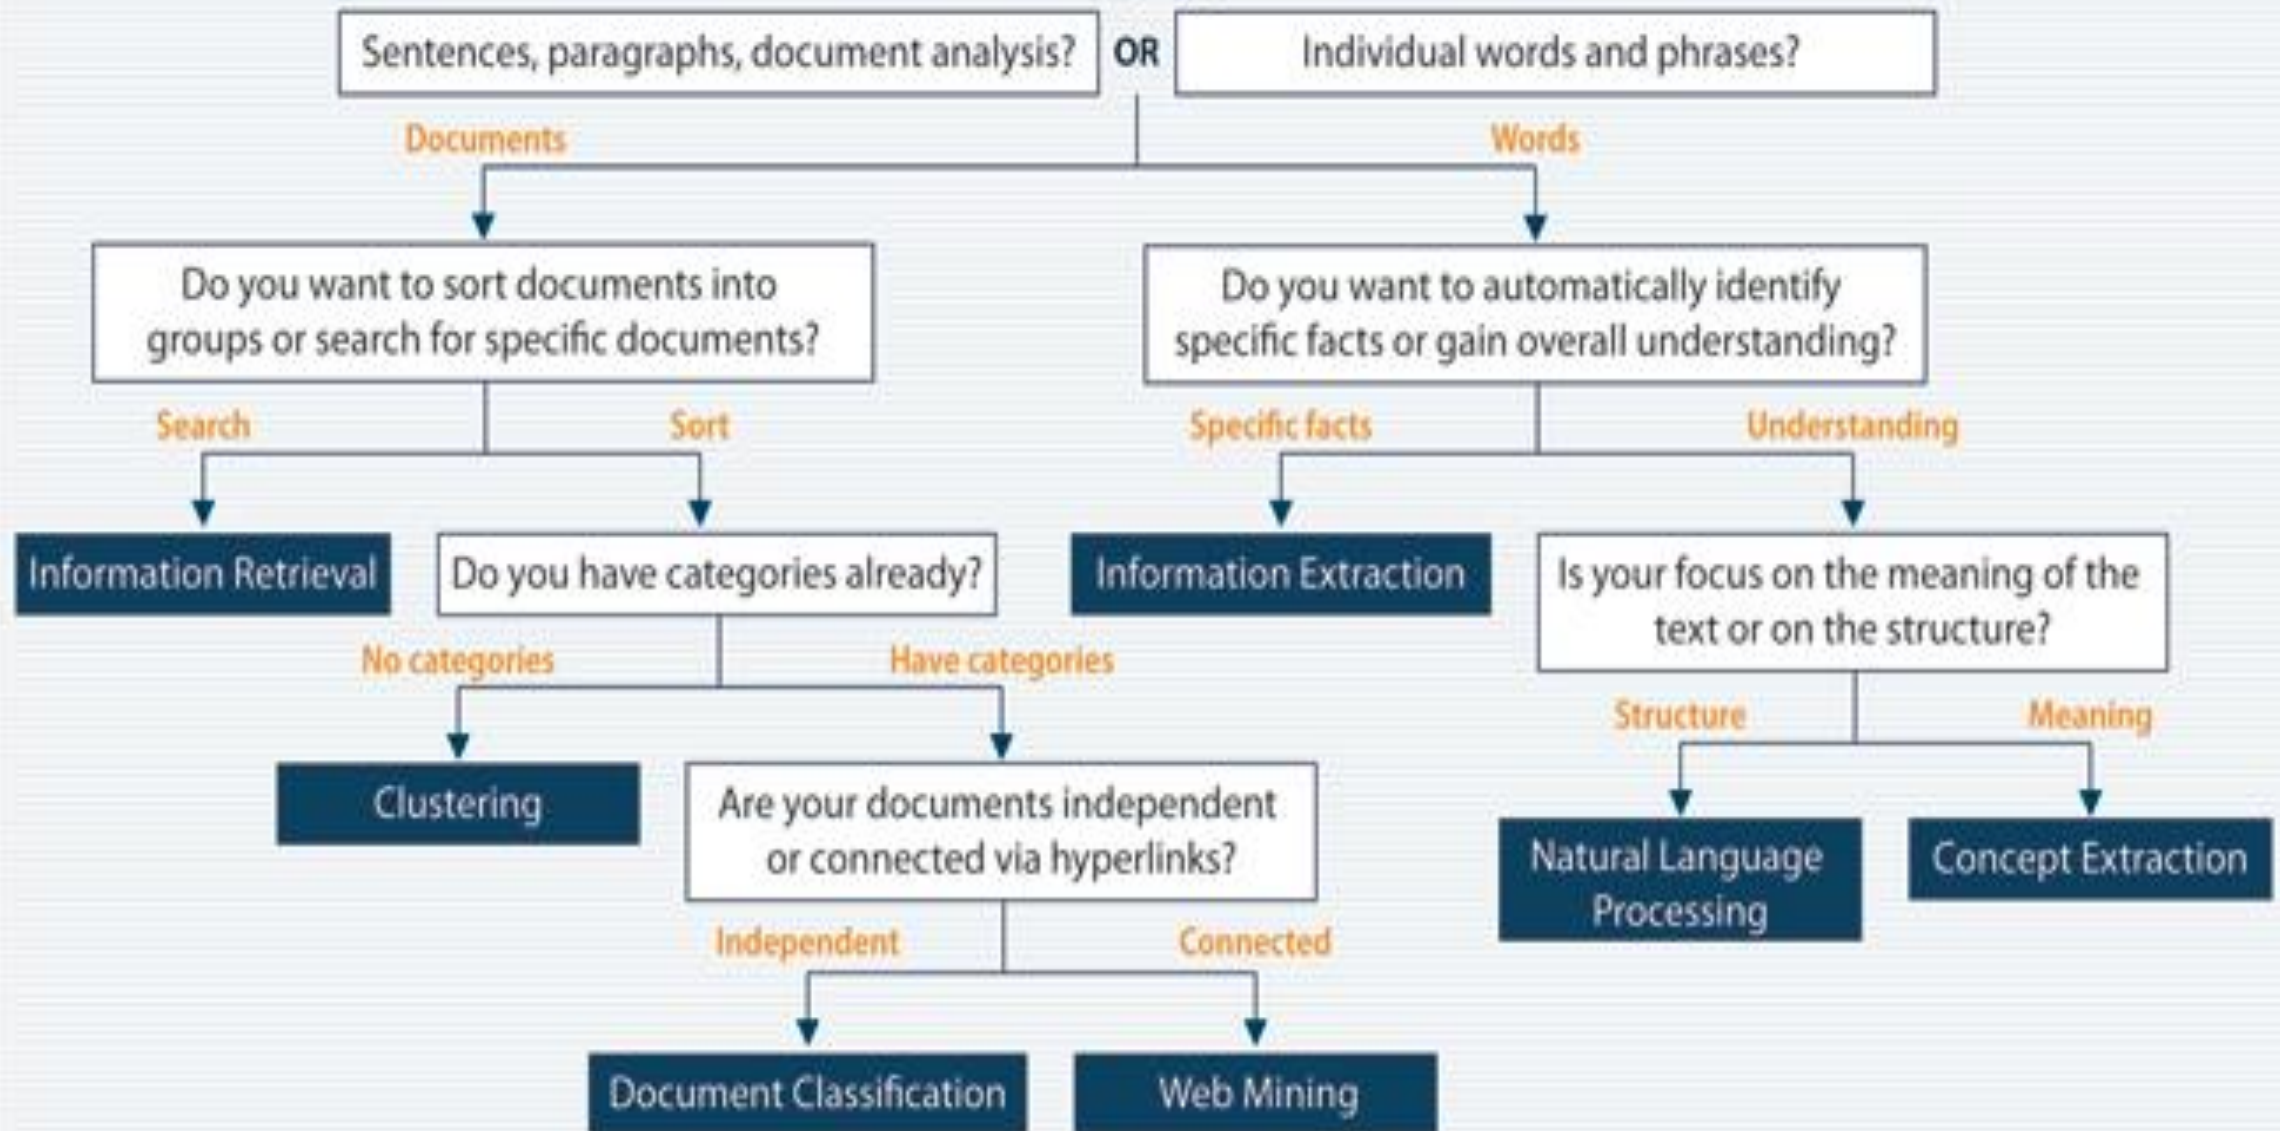 Sentences, paragraphs, document analysis? OR Individual words and phrases?
Documents
Words
Do you want to sort documents into
groups or search for specific documents?
Do you want to automatically identify
specific facts or gain overall understanding?
Search
Sort
Specific facts
Understanding
Information Retrieval
Do you have categories already?
Information Extraction
Is your focus on the meaning of the
text or on the structure?
No categories
Have categories
Structure
Meaning
Clustering
Are your documents independent
or connected via hyperlinks?
Natural Language
Processing
Concept Extraction
Independent
Connected
Document Classification
Web Mining